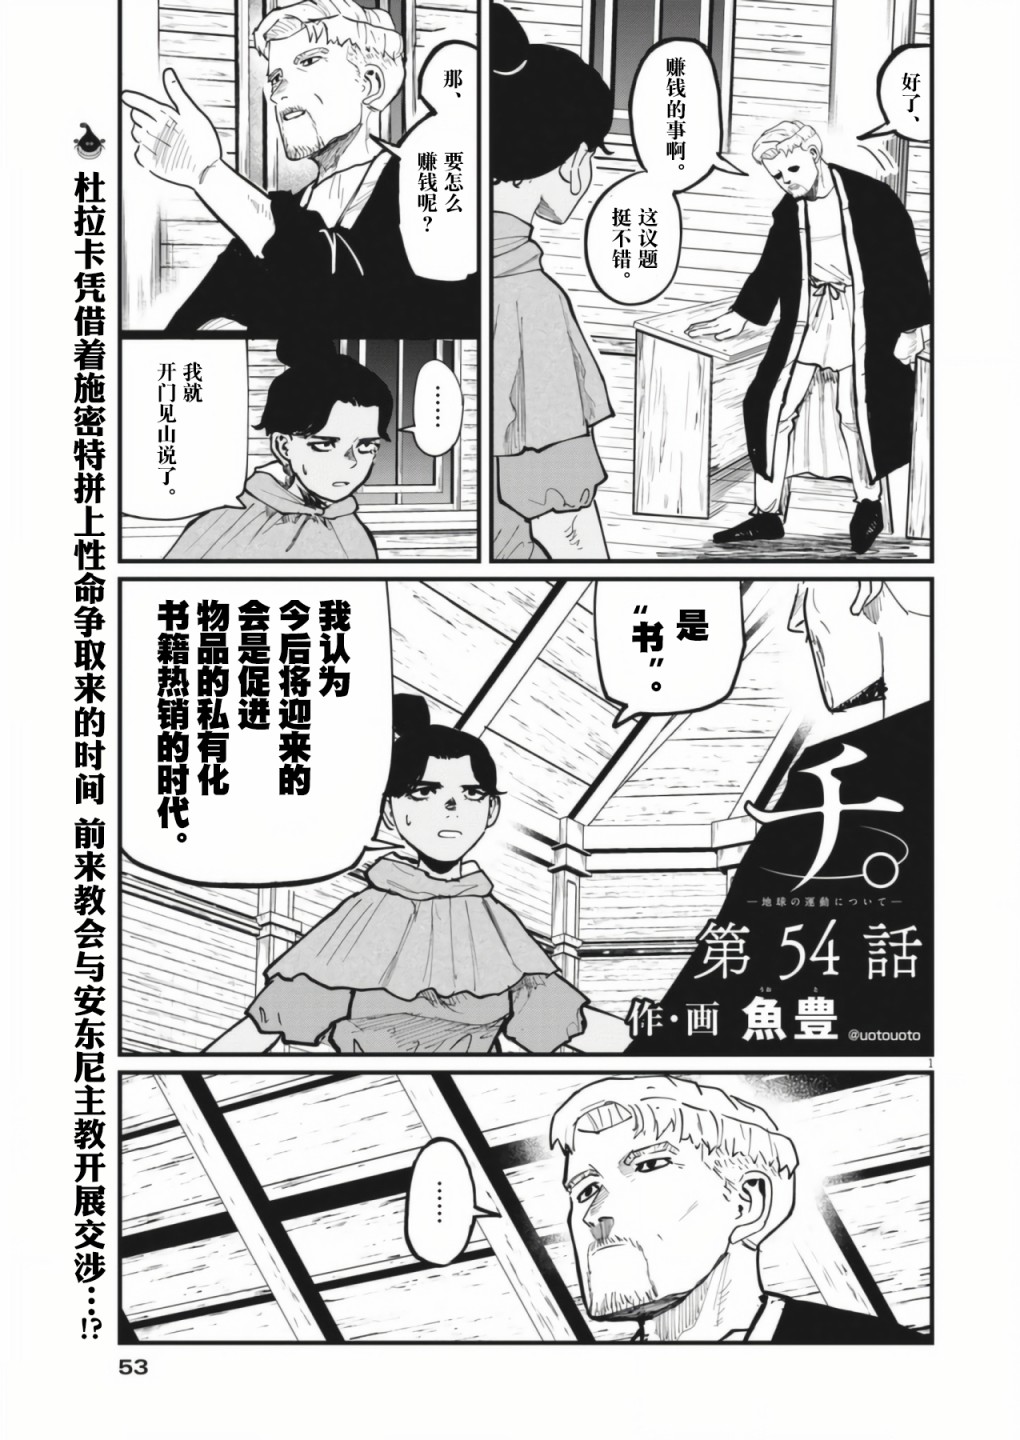 好了、
赚钱的事啊。
这议题
挺不错。
那、
要怎么
赚钱呢？
……
我就
开门见山说了。
是
“书”。
我认为
今后将迎来的
会是促进
物品的私有化
书籍热销的时代。
チ。
―地球の運動について―
第54話
作・画 魚豊
うお と
@uotouoto
1
……
杜拉卡凭借着施密特拼上性命争取来的时间 前来教会与安东尼主教开展交涉……!?
53